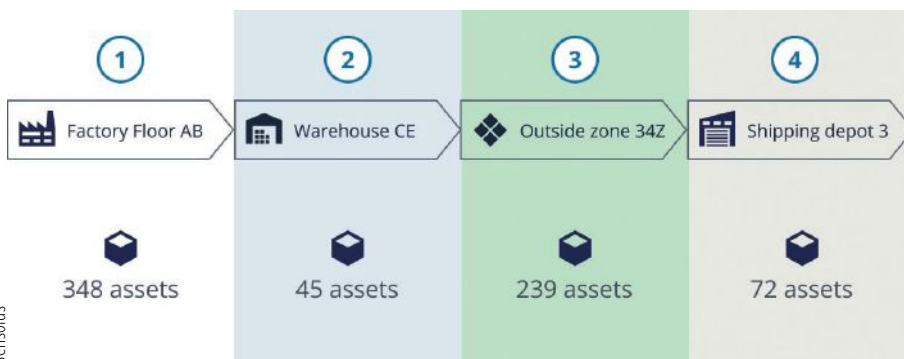 1
2
3
4
Factory Floor AB
Warehouse CE
Outside zone 34Z
Shipping depot 3
348 assets
45 assets
239 assets
72 assets